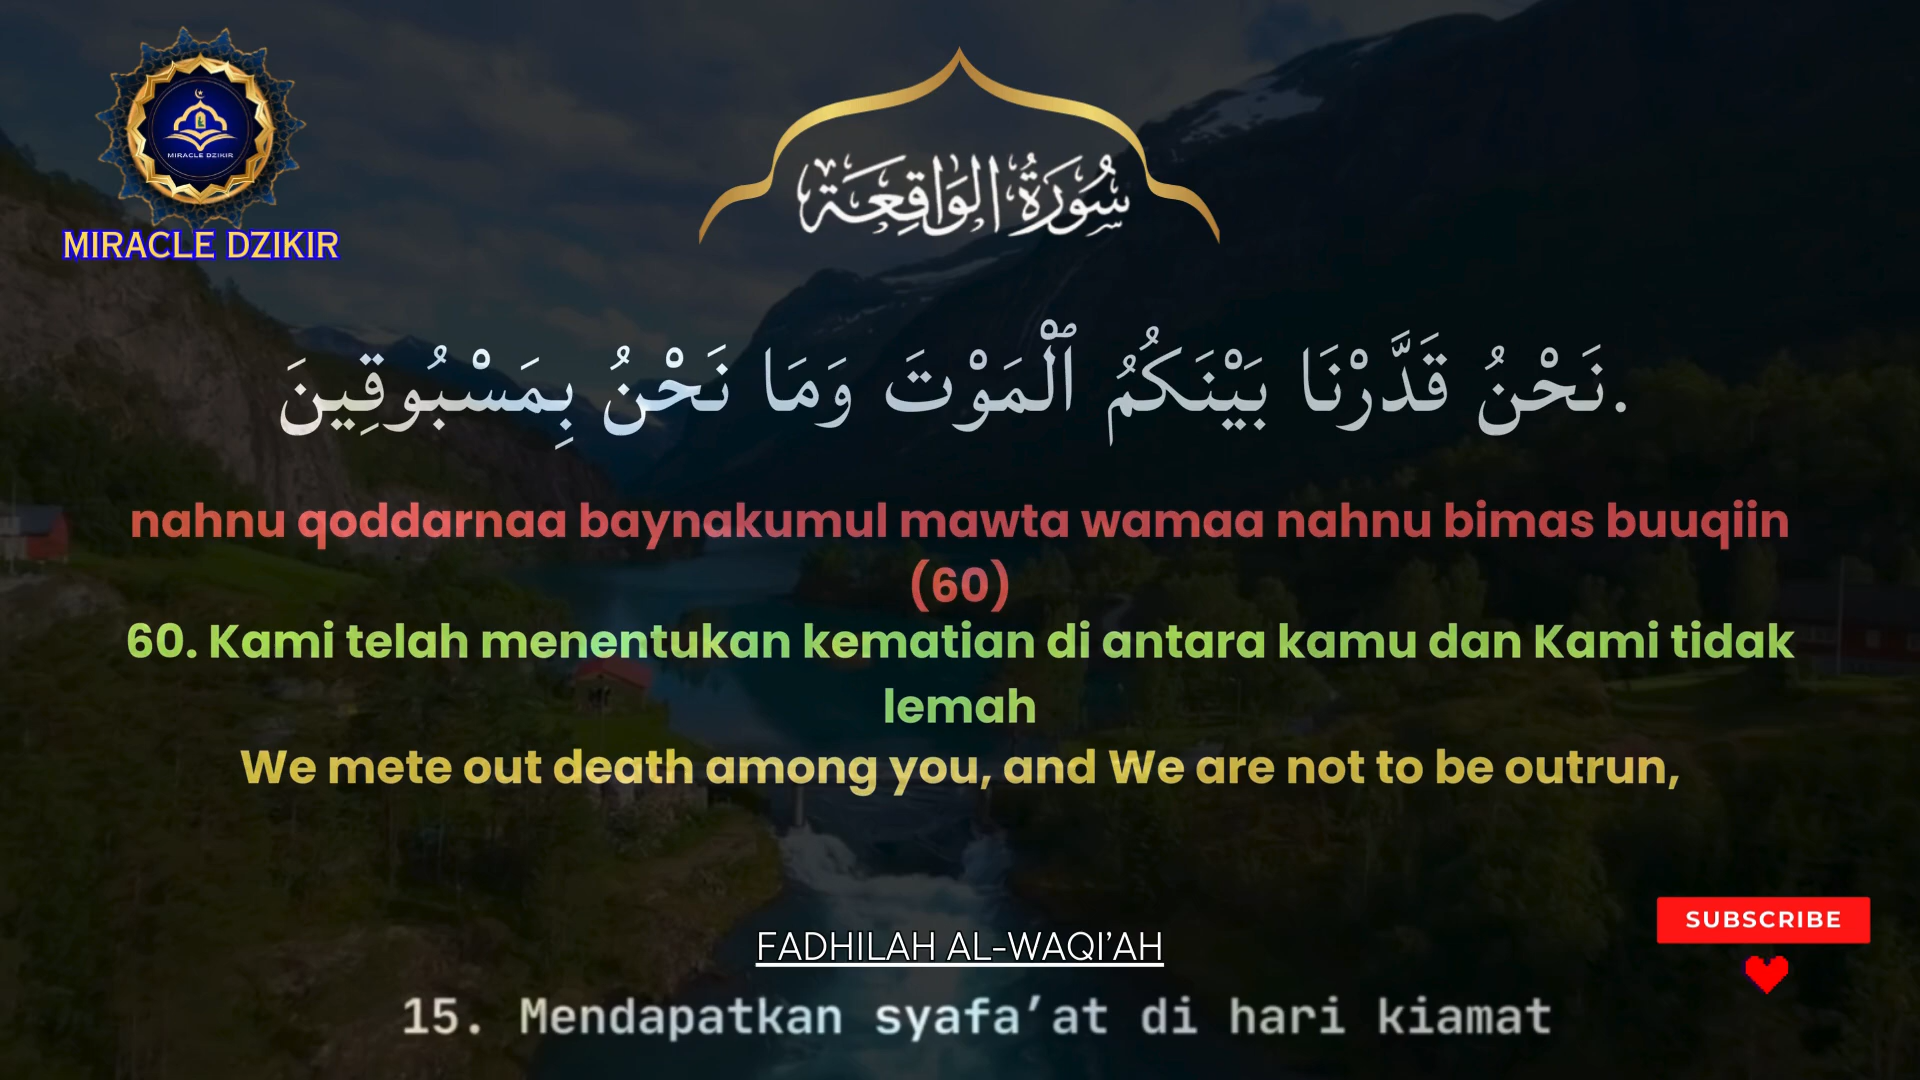 MIRACLE DZIKIR
MIRACLE DZIKIR
سُورَةُ الوَاقِعَة
نَحْنُ قَدَّرْنَا بَيْنَكُمُ ٱلْمَوْتَ وَمَا نَحْنُ بِمَسْبُوقِينَ.
nahnu qoddarnaa baynakumul mawta wamaa nahnu bimas buuqiin
(60)
60. Kami telah menentukan kematian di antara kamu dan Kami tidak
lemah
We mete out death among you, and We are not to be outrun,
SUBSCRIBE
FADHILAH AL-WAQI’AH
15. Mendapatkan syafa’at di hari kiamat